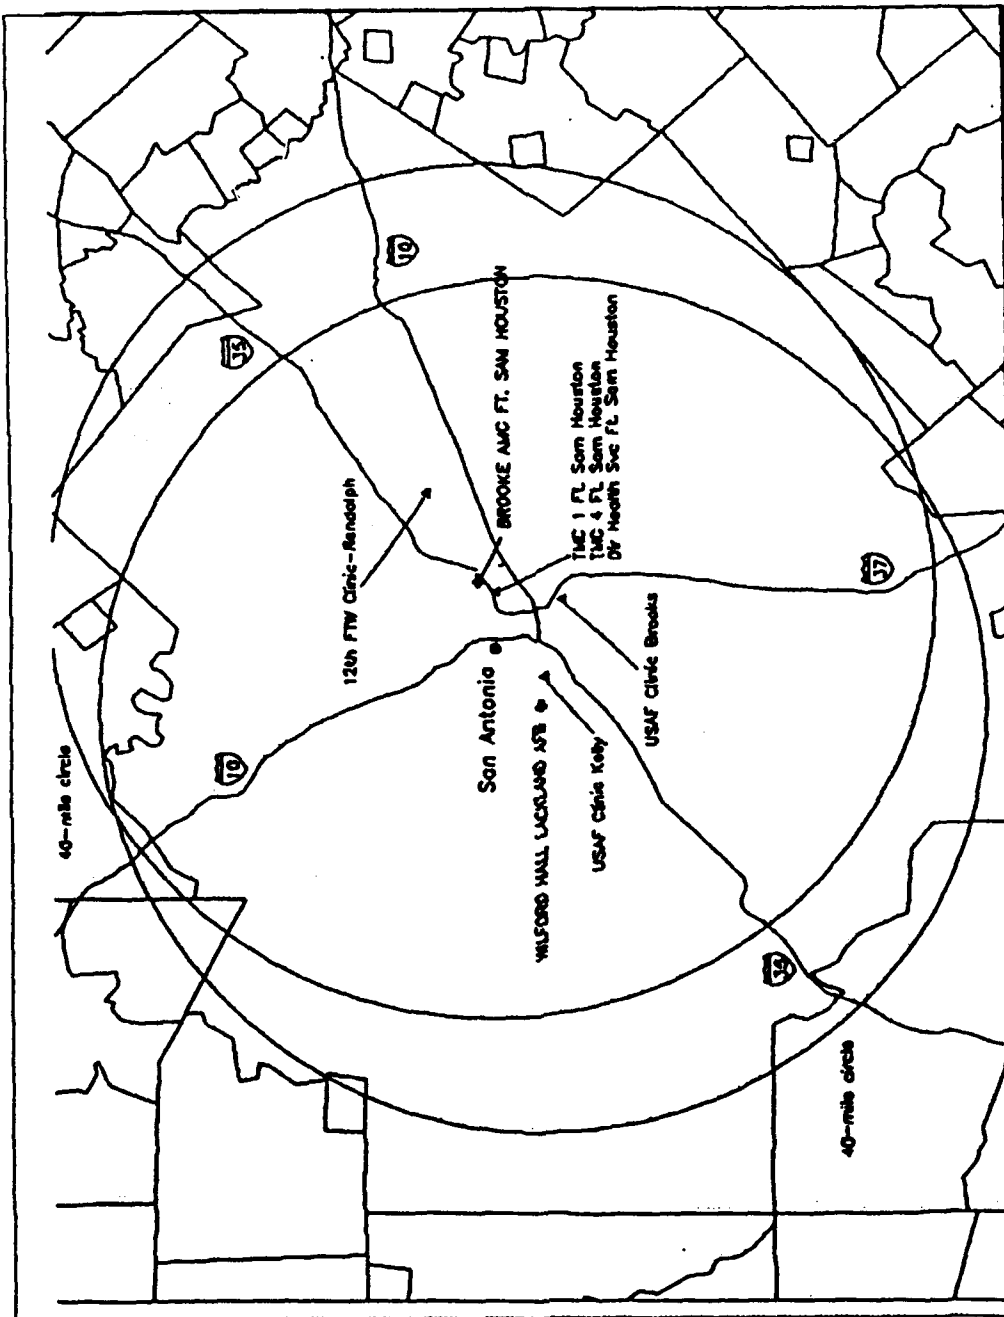 40-mile circle
10
35
10
12th FTW Clinic-Randolph
BROOKE AMC FT. SAM HOUSTON
San Antonio
TMC 1 Ft. Sam Houston
TMC 4 Ft. Sam Houston
Dv Health Svc Ft. Sam Houston
WILFORD HALL LACKLAND AFB
USAF Clinic Kelly
USAF Clinic Brooks
35
37
40-mile circle